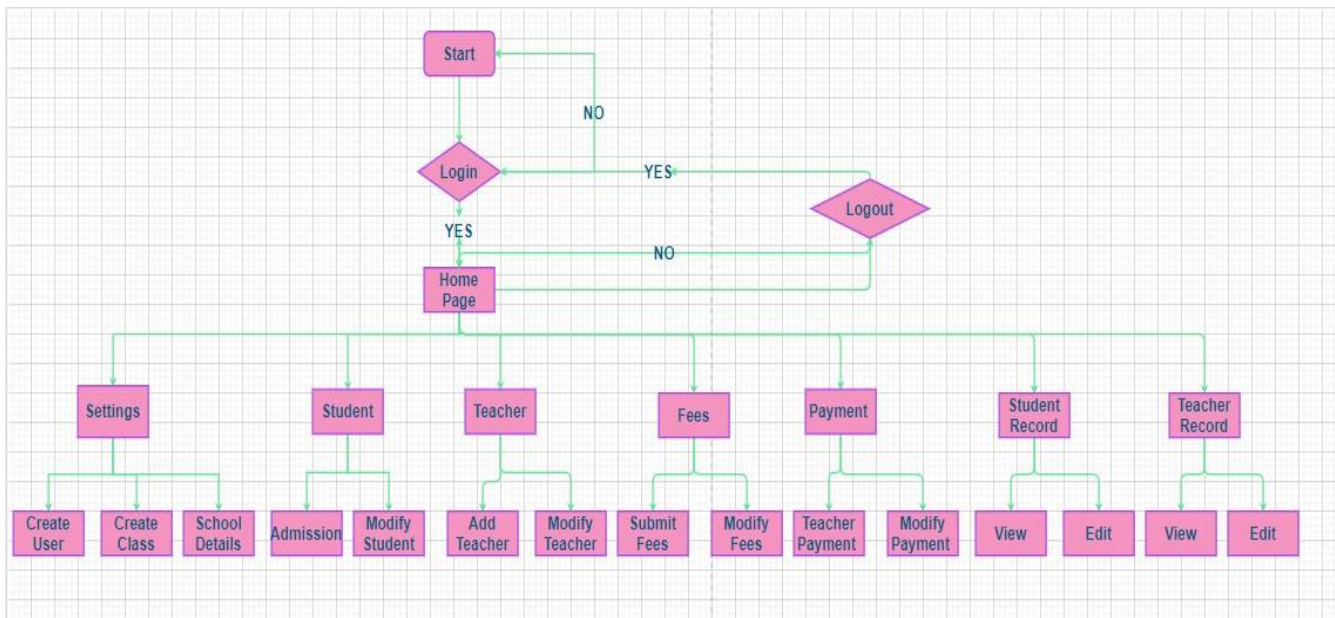 Start
NO
Login
YES
Logout
YES
NO
Home
Page
Settings
Student
Teacher
Fees
Payment
Student
Record
Teacher
Record
Create
User
Create
Class
School
Details
Admission
Modify
Student
Add
Teacher
Modify
Teacher
Submit
Fees
Modify
Fees
Teacher
Payment
Modify
Payment
View
Edit
View
Edit